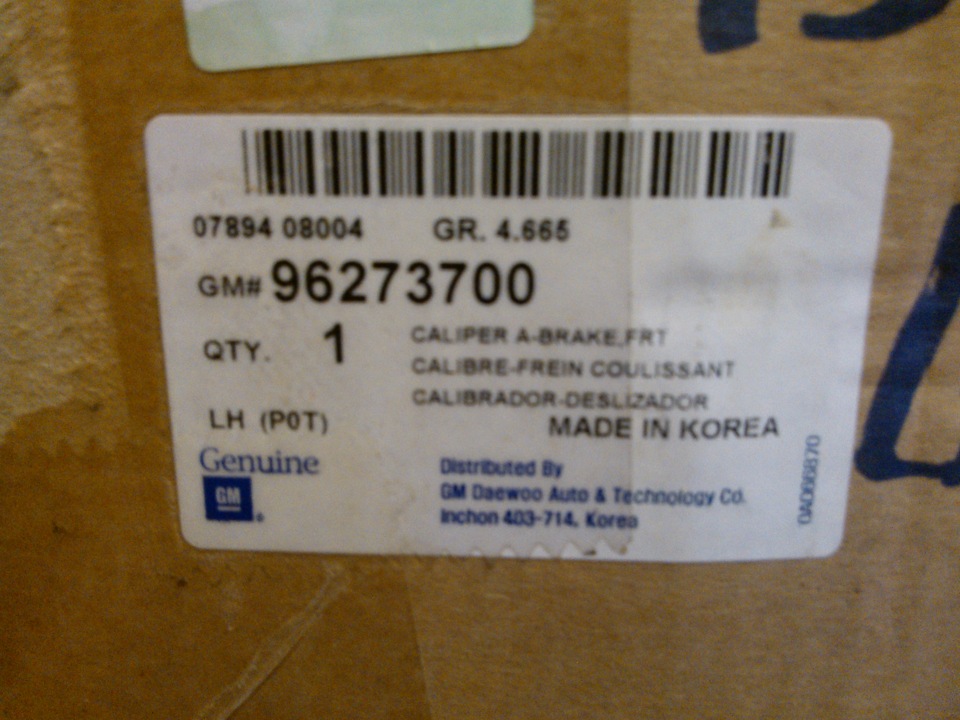 07894 08004 GR. 4.665
GM# 96273700
QTY. 1
CALIPER A-BRAKE,FRT
CALIBRE-FREIN COULISSANT
CALIBRADOR-DESLIZADOR
LH (P0T)
MADE IN KOREA
Genuine
GM
Distributed By
GM Daewoo Auto & Technology Co.
Inchon 403-714, Korea